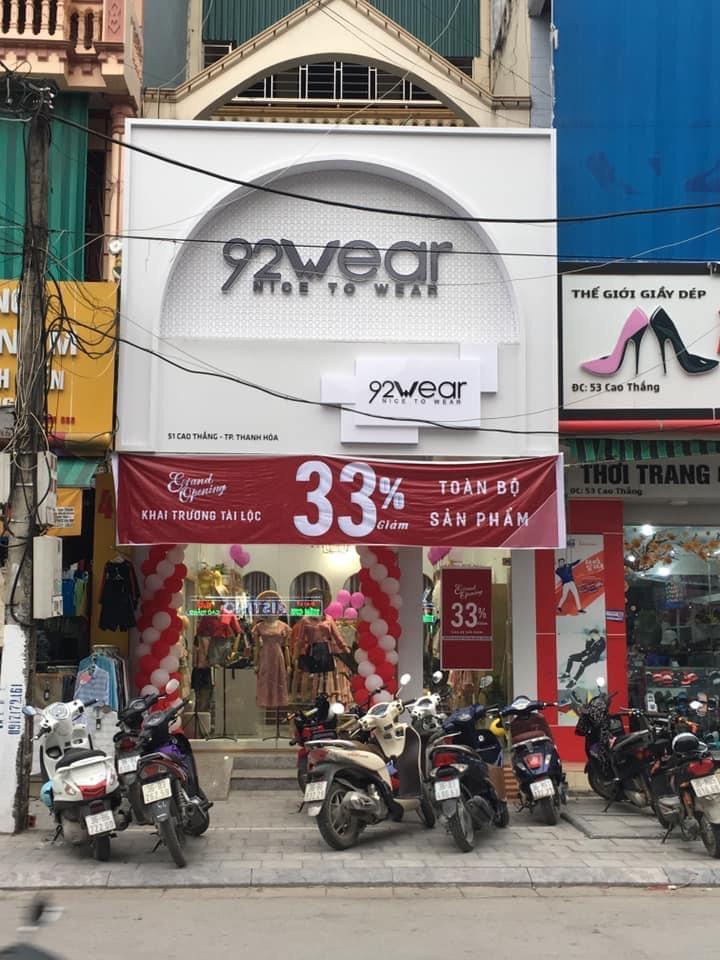 92wear
NICE TO WEAR
92wear
NICE TO WEAR
51 CAO THẮNG - TP. THANH HÓA
Grand Opening
KHAI TRƯƠNG TÀI LỘC
33% Giảm
TOÀN BỘ
SẢN PHẨM
Grand Opening
33%
THẾ GIỚI GIẦY DÉP
ĐC: 53 Cao Thắng
THỜI TRANG
ĐC: 53 Cao Thắng